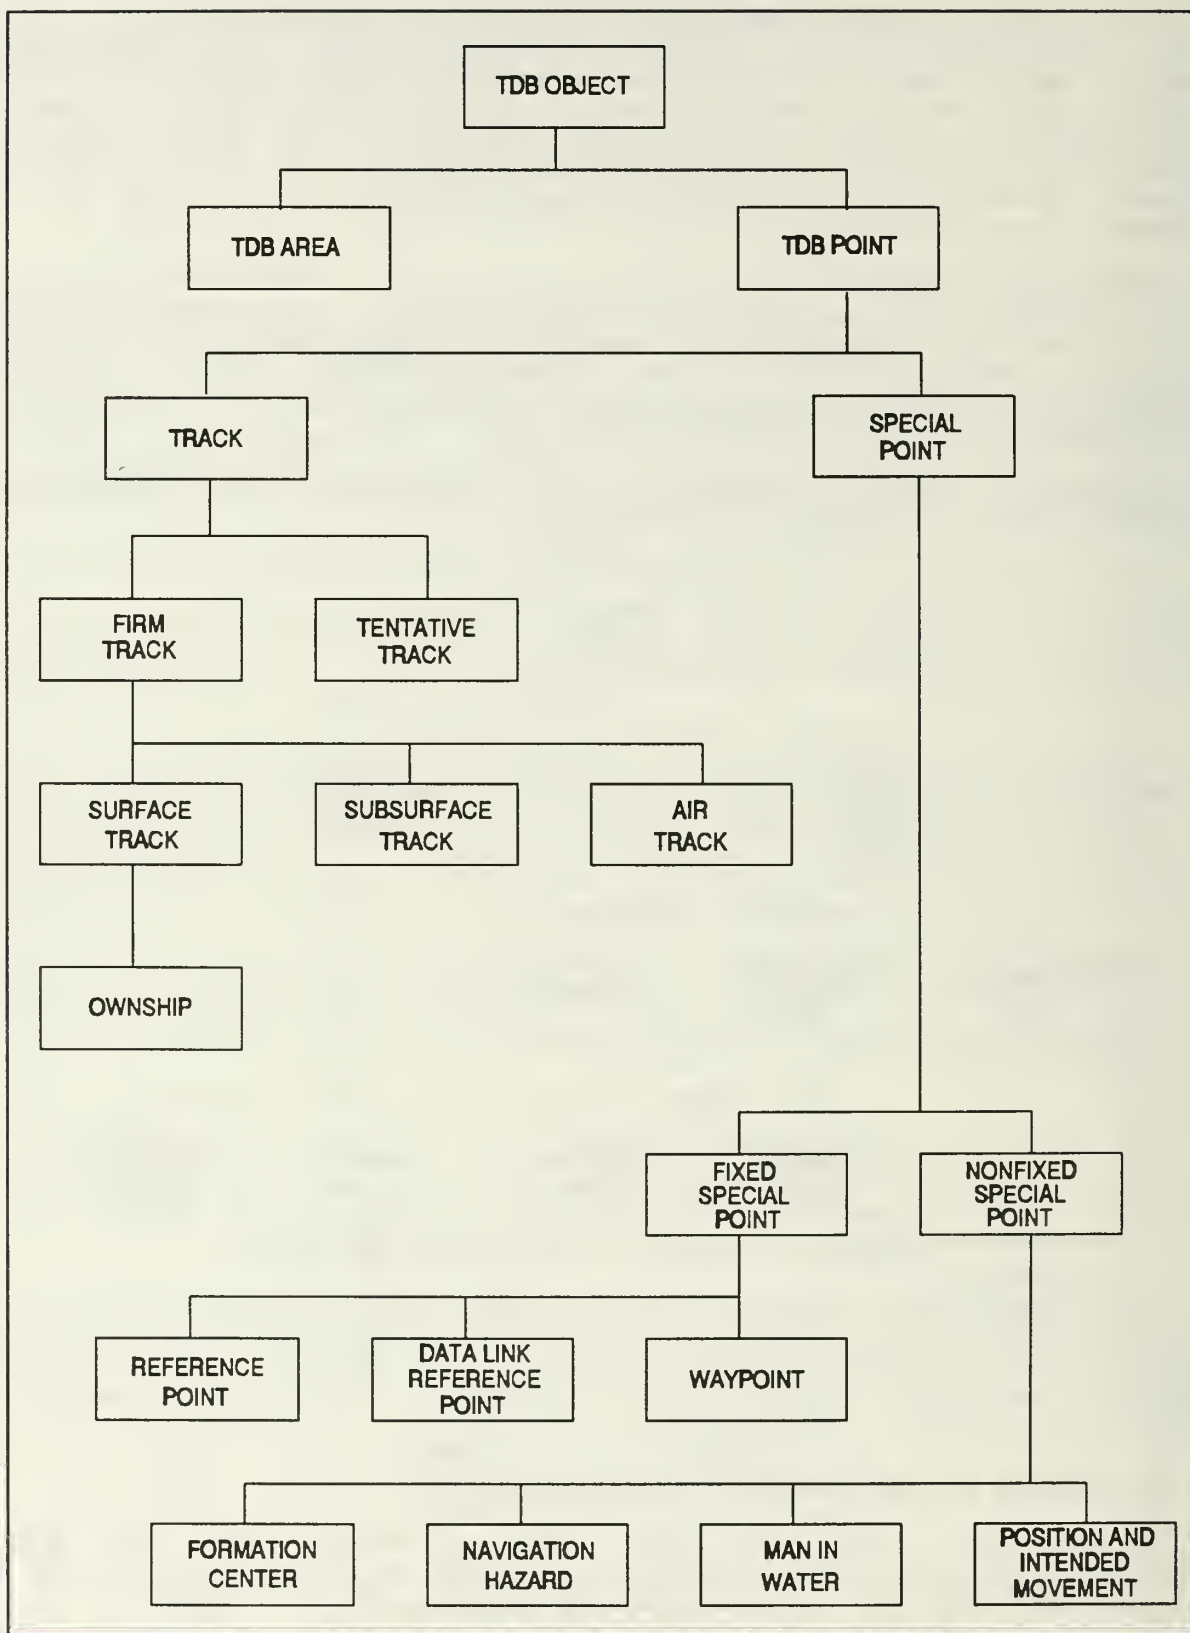 TDB OBJECT
TDB AREA
TDB POINT
TRACK
SPECIAL
POINT
FIRM
TRACK
TENTATIVE
TRACK
SURFACE
TRACK
SUBSURFACE
TRACK
AIR
TRACK
OWNSHIP
FIXED
SPECIAL
POINT
NONFIXED
SPECIAL
POINT
REFERENCE
POINT
DATA LINK
REFERENCE
POINT
WAYPOINT
FORMATION
CENTER
NAVIGATION
HAZARD
MAN IN
WATER
POSITION AND
INTENDED
MOVEMENT